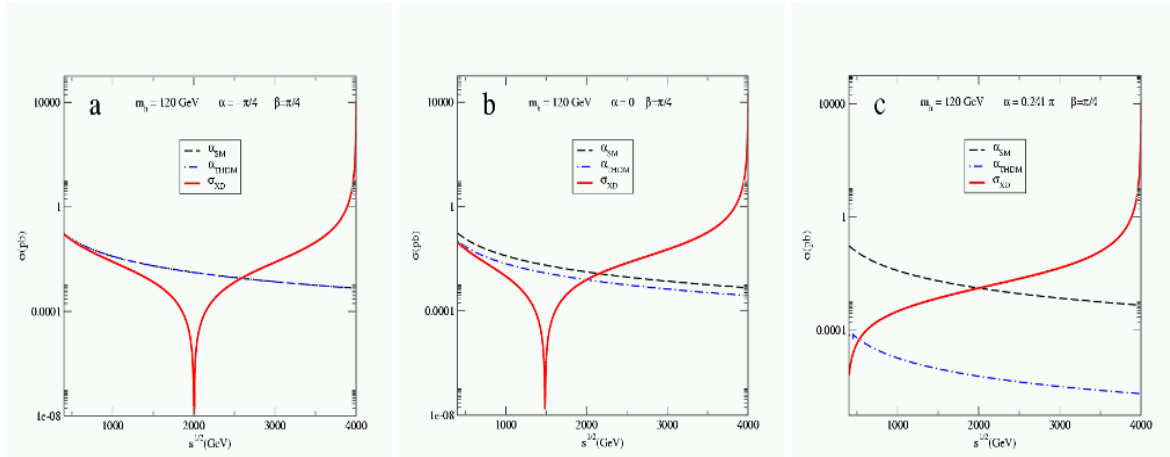 a m_h = 120 GeV α = - π/4 β=π/4
α_SM
α_THDM
σ_XD
10000
1
0.0001
1e-08
σ(pb)
1000 2000 3000 4000
s^1/2(GeV)
b m_h = 120 GeV α = 0 β=π/4
α_SM
α_THDM
σ_XD
10000
1
0.0001
1e-08
σ(pb)
1000 2000 3000 4000
s^1/2(GeV)
c m_h = 120 GeV α = 0.241 π β=π/4
α_SM
α_THDM
σ_XD
10000
1
0.0001
σ(pb)
1000 2000 3000 4000
s^1/2(GeV)